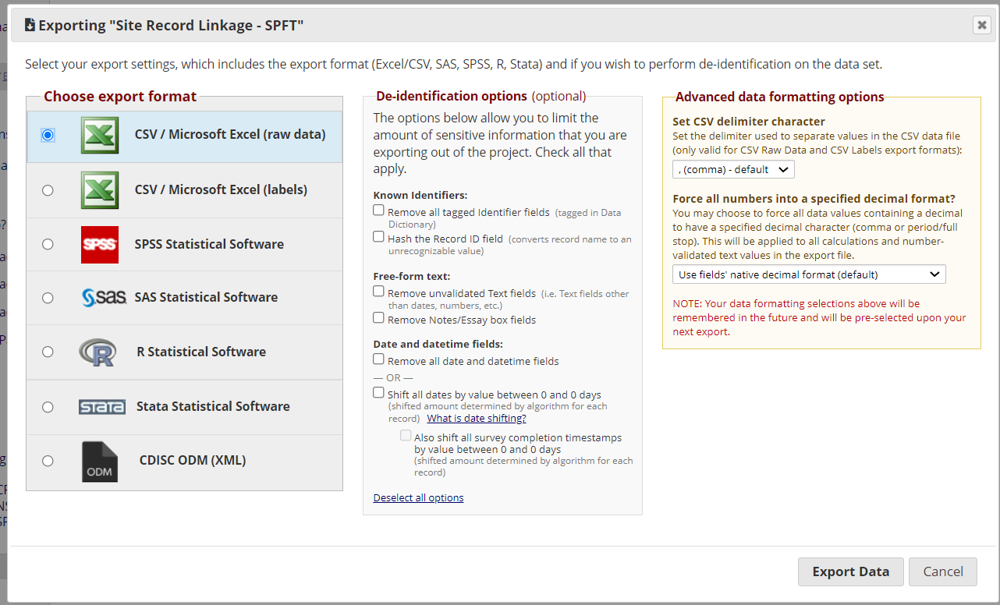 Exporting "Site Record Linkage - SPFT"
Select your export settings, which includes the export format (Excel/CSV, SAS, SPSS, R, Stata) and if you wish to perform de-identification on the data set.
Choose export format
CSV / Microsoft Excel (raw data)
CSV / Microsoft Excel (labels)
SPSS
SPSS Statistical Software
sas
SAS Statistical Software
R
R Statistical Software
STATA
Stata Statistical Software
ODM
CDISC ODM (XML)
De-identification options (optional)
The options below allow you to limit the
amount of sensitive information that you are
exporting out of the project. Check all that
apply.
Known Identifiers:
Remove all tagged Identifier fields (tagged in Data
Dictionary)
Hash the Record ID field (converts record name to an
unrecognizable value)
Free-form text:
Remove unvalidated Text fields (i.e. Text fields other
than dates, numbers, etc.)
Remove Notes/Essay box fields
Date and datetime fields:
Remove all date and datetime fields
— OR —
Shift all dates by value between 0 and 0 days
(shifted amount determined by algorithm for each
record) What is date shifting?
Also shift all survey completion timestamps
by value between 0 and 0 days
(shifted amount determined by algorithm for each
record)
Deselect all options
Advanced data formatting options
Set CSV delimiter character
Set the delimiter used to separate values in the CSV data file
(only valid for CSV Raw Data and CSV Labels export formats):
, (comma) - default
Force all numbers into a specified decimal format?
You may choose to force all data values containing a decimal
to have a specified decimal character (comma or period/full
stop). This will be applied to all calculations and number-
validated text values in the export file.
Use fields' native decimal format (default)
NOTE: Your data formatting selections above will be
remembered in the future and will be pre-selected upon your
next export.
Export Data
Cancel